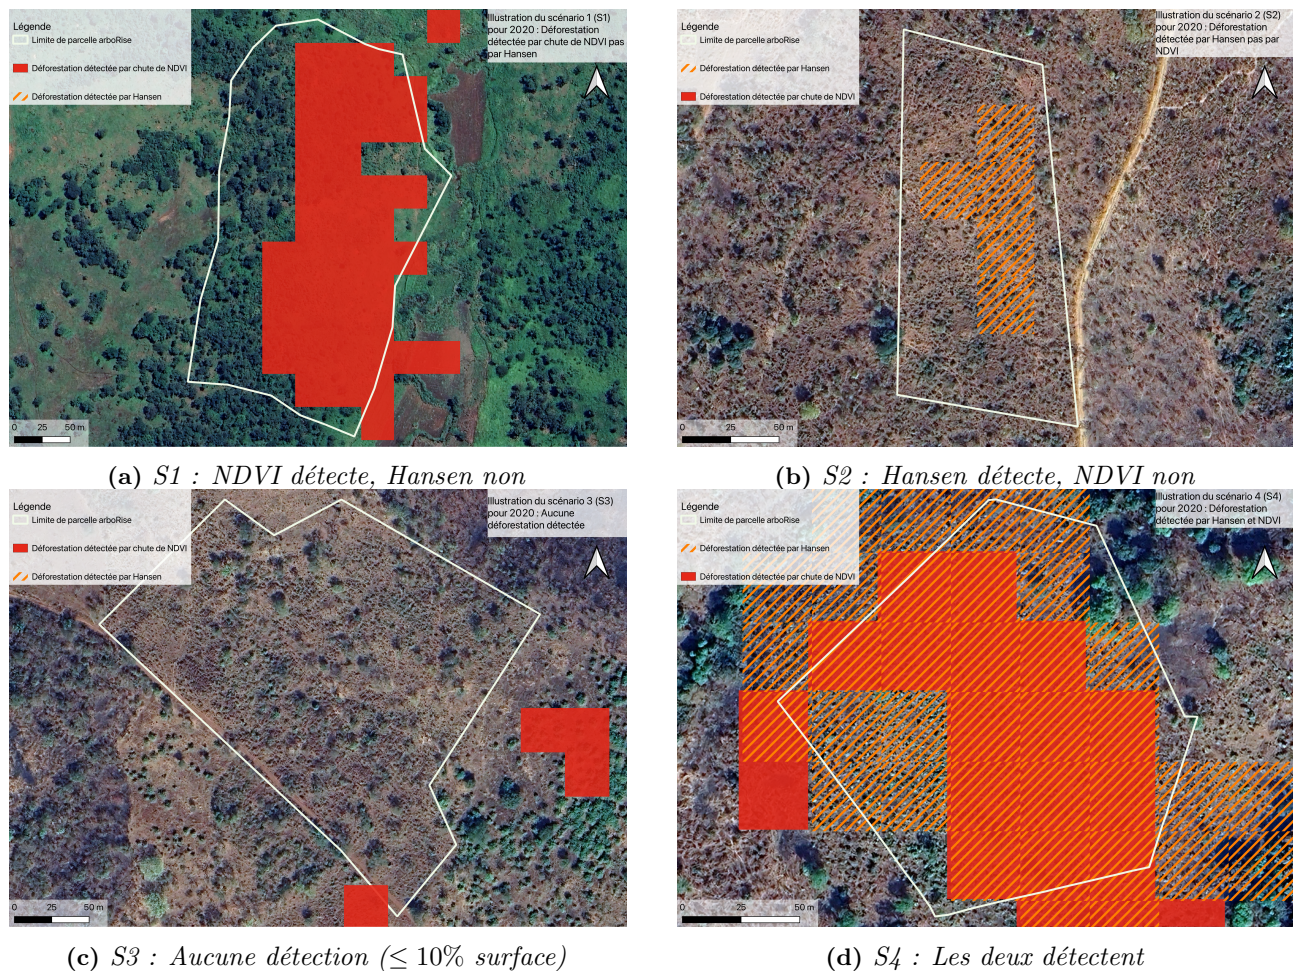 Légende
Limite de parcelle arboRise
Déforestation détectée par chute de NDVI
Déforestation détectée par Hansen
Illustration du scénario 1 (S1)
pour 2020 : Déforestation
détectée par chute de NDVI pas
par Hansen
0 25 50 m
(a) S1 : NDVI détecte, Hansen non
Légende
Limite de parcelle arboRise
Déforestation détectée par Hansen
Déforestation détectée par chute de NDVI
Illustration du scénario 2 (S2)
pour 2020 : Déforestation
détectée par Hansen pas par
NDVI
0 25 50 m
(b) S2 : Hansen détecte, NDVI non
Légende
Limite de parcelle arboRise
Déforestation détectée par chute de NDVI
Déforestation détectée par Hansen
Illustration du scénario 3 (S3)
pour 2020 : Aucune
déforestation détectée
0 25 50 m
(c) S3 : Aucune détection (≤ 10% surface)
Légende
Limite de parcelle arboRise
Déforestation détectée par Hansen
Déforestation détectée par chute de NDVI
Illustration du scénario 4 (S4)
pour 2020 : Déforestation
détectée par Hansen et NDVI
0 25 50 m
(d) S4 : Les deux détectent